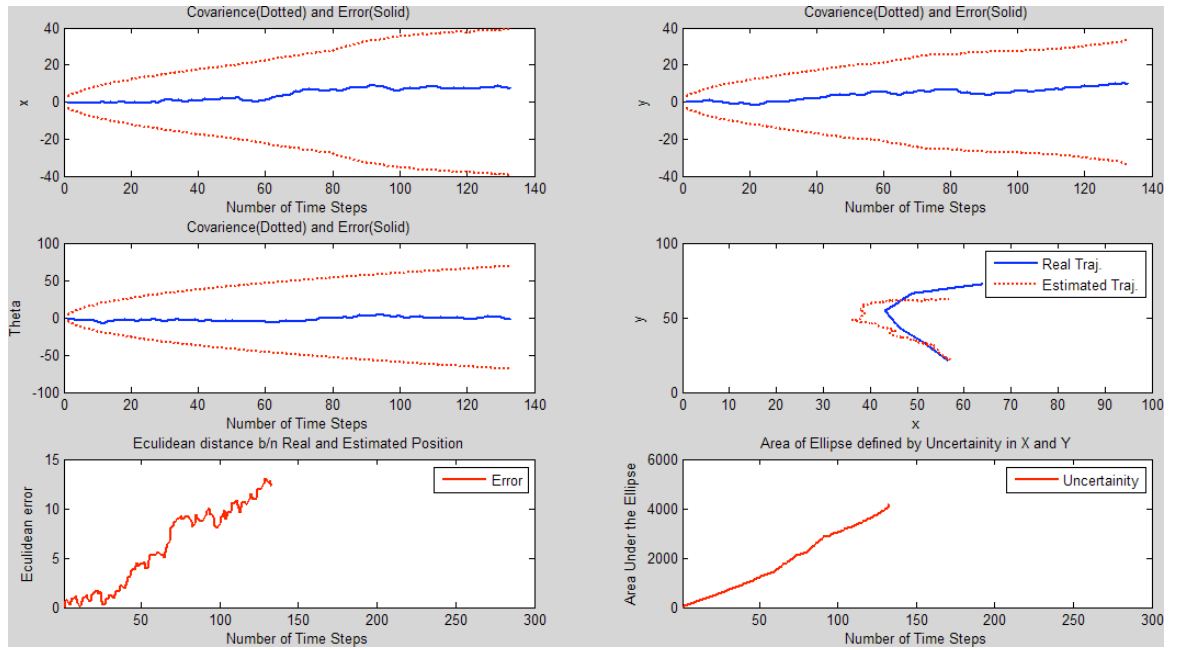 Covarience(Dotted) and Error(Solid)
40
20
0
-20
-40
x
0 20 40 60 80 100 120 140
Number of Time Steps
Covarience(Dotted) and Error(Solid)
40
20
0
-20
-40
y
0 20 40 60 80 100 120 140
Number of Time Steps
Covarience(Dotted) and Error(Solid)
100
50
0
-50
-100
Theta
0 20 40 60 80 100 120 140
Number of Time Steps
100
50
0
y
Real Traj.
Estimated Traj.
0 10 20 30 40 50 60 70 80 90 100
x
Eculidean distance b/n Real and Estimated Position
15
10
5
0
Eculidean error
Error
50 100 150 200 250 300
Number of Time Steps
Area of Ellipse defined by Uncertainity in X and Y
6000
4000
2000
0
Area Under the Ellipse
Uncertainity
50 100 150 200 250 300
Number of Time Steps